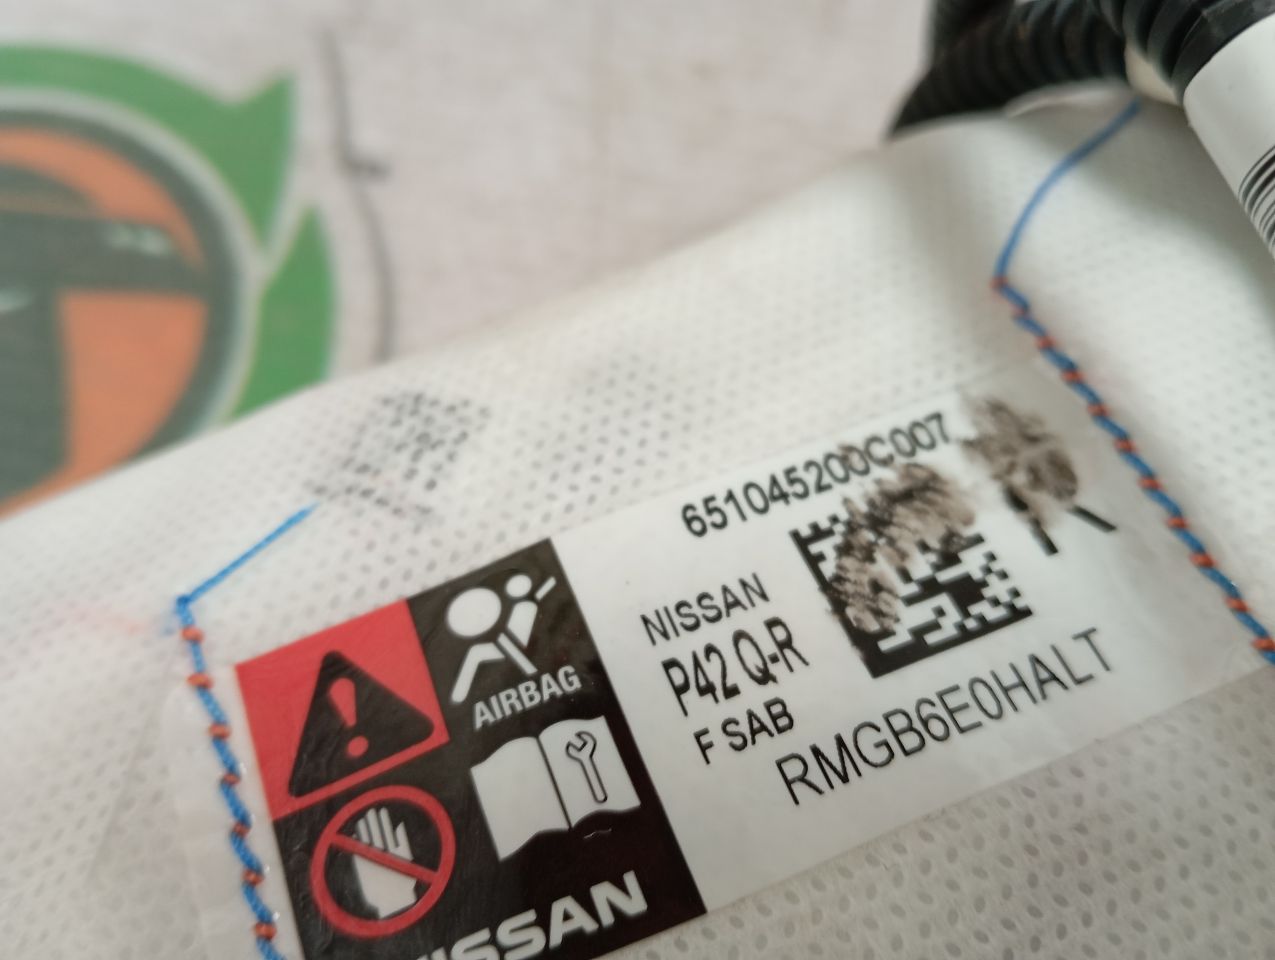 651045200C007
NISSAN
P42 Q-R
F SAB
RMGB6E0HALT
R
AIRBAG
NISSAN